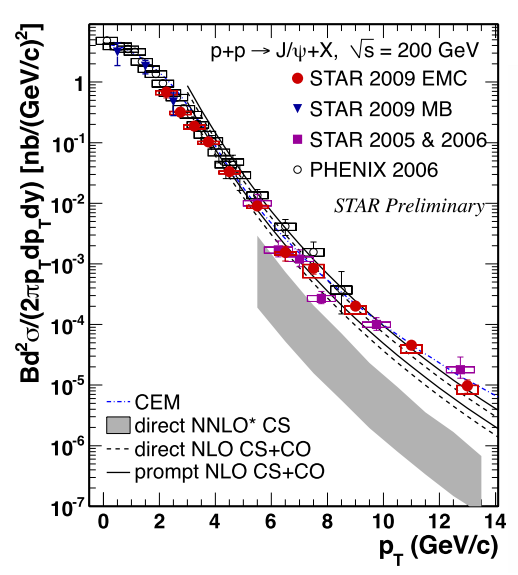 p+p → J/ψ+X, √s = 200 GeV
STAR 2009 EMC
STAR 2009 MB
STAR 2005 & 2006
PHENIX 2006
STAR Preliminary
Bd²σ/(2πp_Tdp_Tdy) [nb/(GeV/c)²]
1
10⁻¹
10⁻²
10⁻³
10⁻⁴
10⁻⁵
10⁻⁶
10⁻⁷
CEM
direct NNLO* CS
direct NLO CS+CO
prompt NLO CS+CO
0 2 4 6 8 10 12 14
p_T (GeV/c)